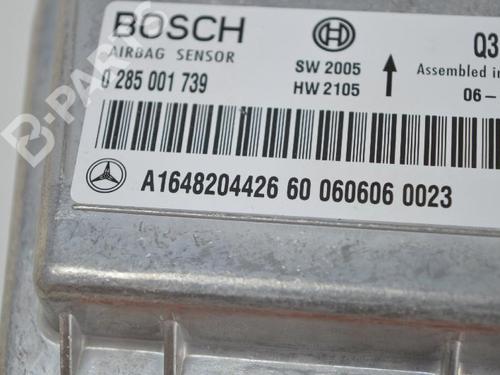 BOSCH
AIRBAG SENSOR
0 285 001 739
SW 2005
HW 2105
Q3
Assembled in
06 -
A1648204426 60 060606 0023
B-PARTS